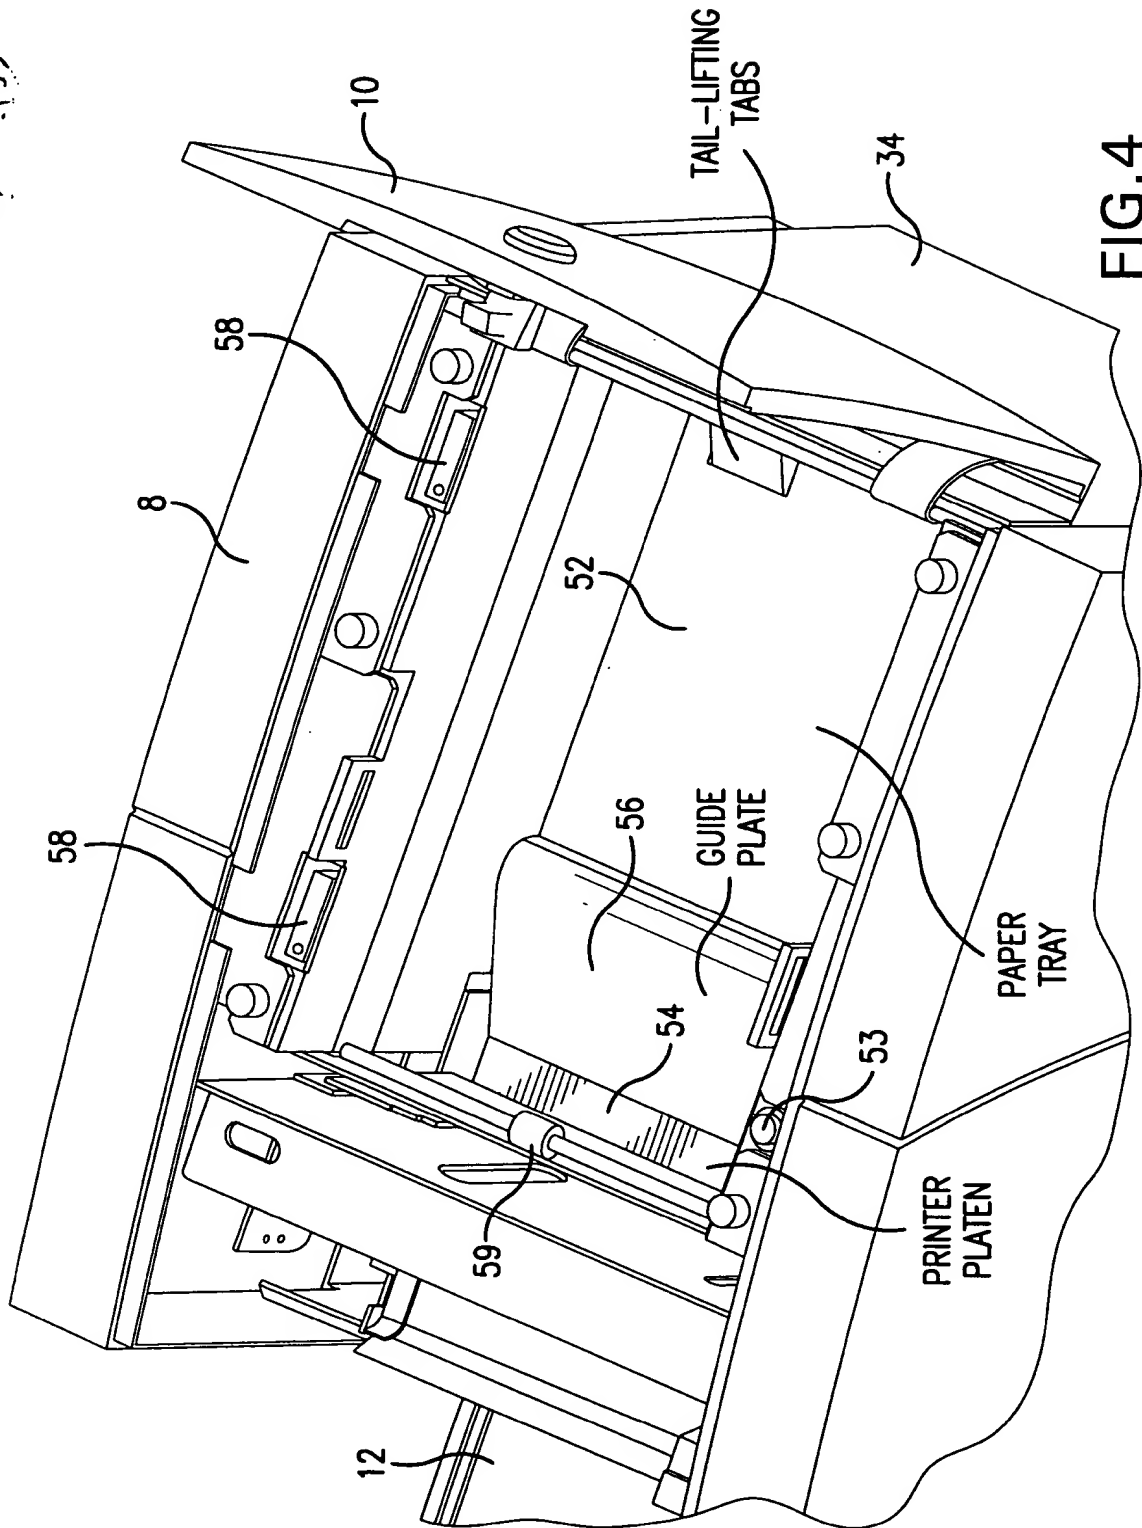 10
TAIL-LIFTING
TABS
34
58
8
52
58
56
GUIDE
PLATE
54
PAPER
TRAY
53
59
PRINTER
PLATEN
12
FIG.4